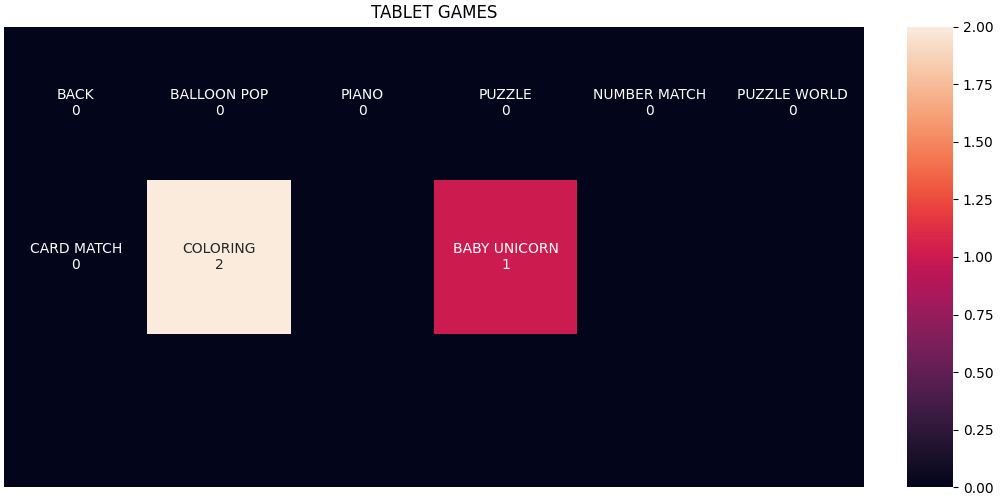 TABLET GAMES
BACK
0
BALLOON POP
0
PIANO
0
PUZZLE
0
NUMBER MATCH
0
PUZZLE WORLD
0
CARD MATCH
0
COLORING
2
BABY UNICORN
1
2.00
1.75
1.50
1.25
1.00
0.75
0.50
0.25
0.00